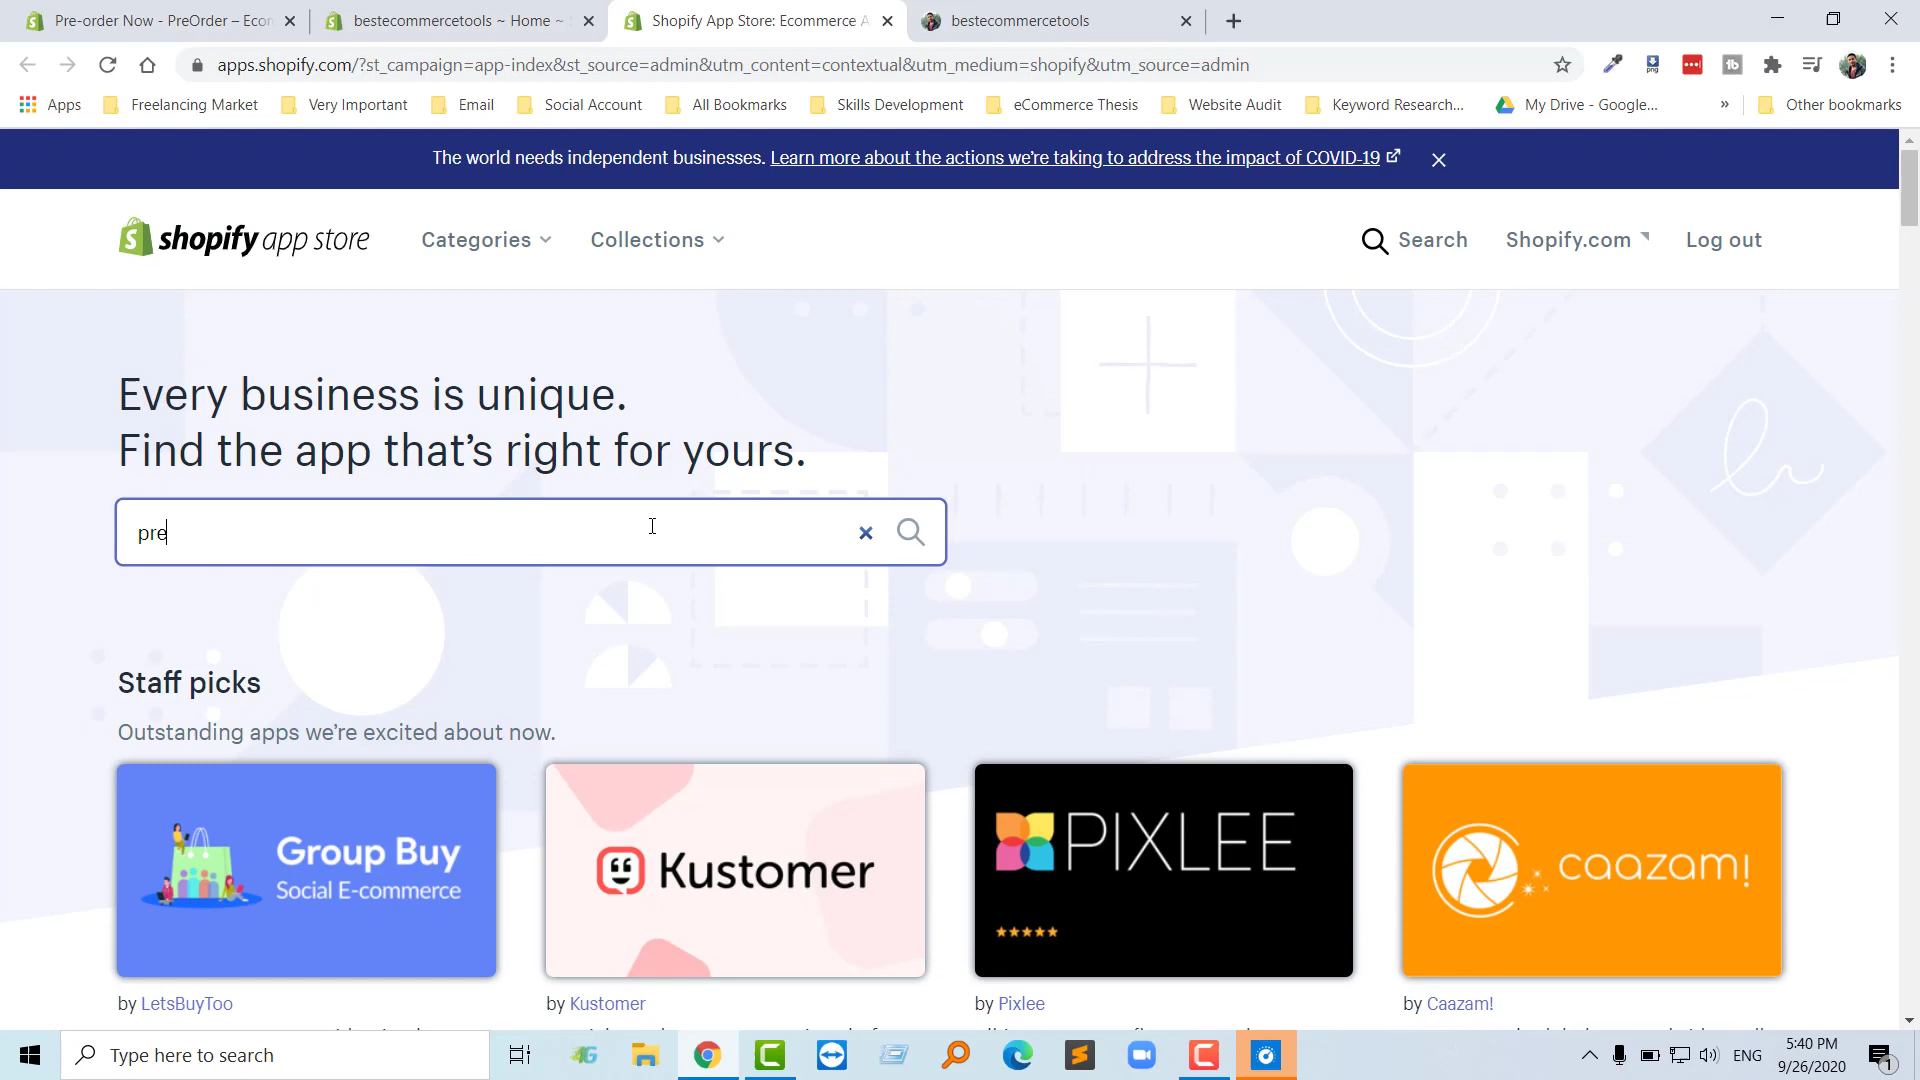 Pre-order Now - PreOrder – Econ
bestecommercetools ~ Home ~
Shopify App Store: Ecommerce A
bestecommercetools
apps.shopify.com/?st_campaign=app-index&st_source=admin&utm_content=contextual&utm_medium=shopify&utm_source=admin
Apps
Freelancing Market
Very Important
Email
Social Account
All Bookmarks
Skills Development
eCommerce Thesis
Website Audit
Keyword Research...
My Drive - Google...
»
Other bookmarks
The world needs independent businesses. Learn more about the actions we're taking to address the impact of COVID-19
shopify app store
Categories
Collections
Search
Shopify.com
Log out
Every business is unique.
Find the app that's right for yours.
pre
Staff picks
Outstanding apps we're excited about now.
Group Buy
Social E-commerce
Kustomer
PIXLEE
caazam!
by LetsBuyToo
by Kustomer
by Pixlee
by Caazam!
Type here to search
ENG
5:40 PM
9/26/2020
1